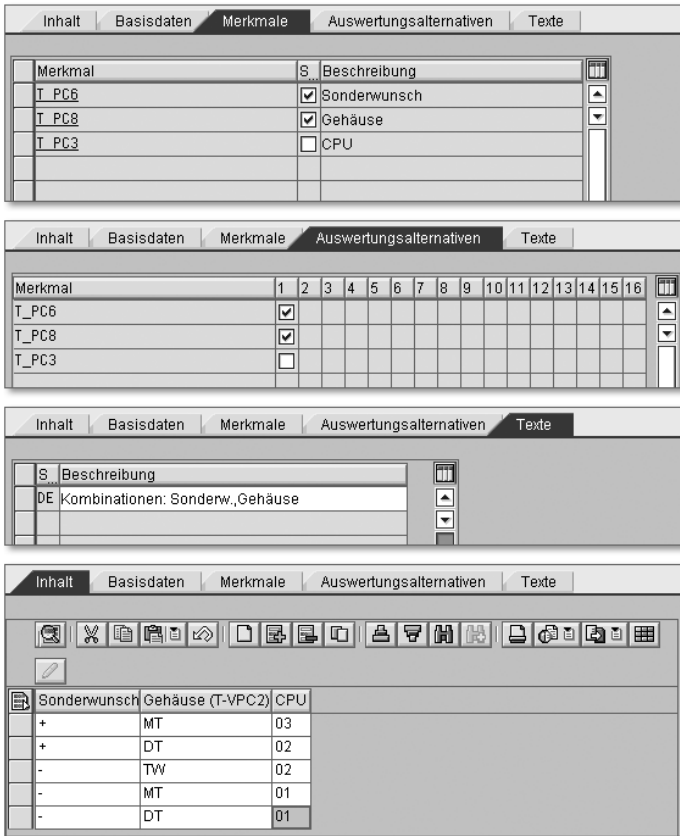 Inhalt Basisdaten Merkmale Auswertungsalternativen Texte
Merkmal S... Beschreibung
T_PC6 Sonderwunsch
T_PC8 Gehäuse
T_PC3 CPU
Inhalt Basisdaten Merkmale Auswertungsalternativen Texte
Merkmal 1 2 3 4 5 6 7 8 9 10 11 12 13 14 15 16
T_PC6
T_PC8
T_PC3
Inhalt Basisdaten Merkmale Auswertungsalternativen Texte
S... Beschreibung
DE Kombinationen: Sonderw.,Gehäuse
Inhalt Basisdaten Merkmale Auswertungsalternativen Texte
Sonderwunsch Gehäuse (T-VPC2) CPU
+ MT 03
+ DT 02
- TW 02
- MT 01
- DT 01